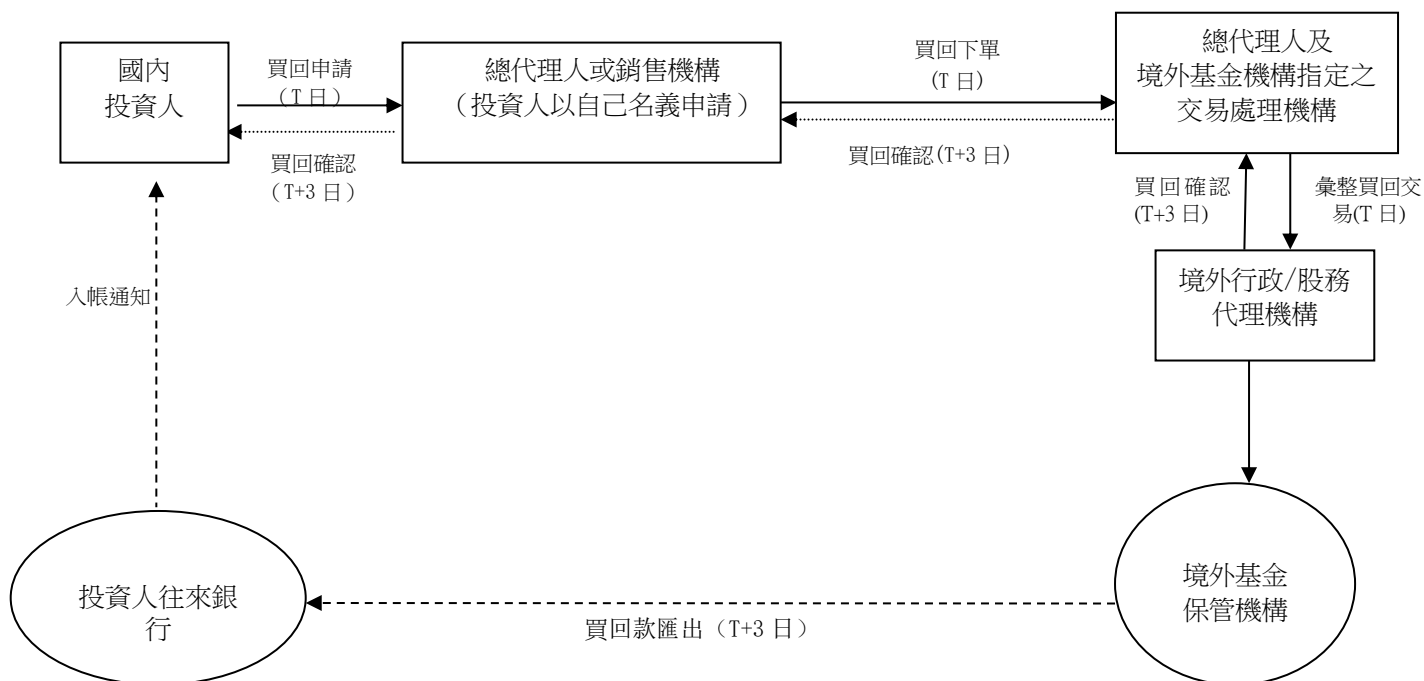 國內
投資人
買回申請
（T 日）
買回確認
（T+3 日）
總代理人或銷售機構
（投資人以自己名義申請）
買回下單
(T 日)
買回確認(T+3 日)
總代理人及
境外基金機構指定之
交易處理機構
買回確認
(T+3 日)
彙整買回交
易(T 日)
境外行政/股務
代理機構
入帳通知
投資人往來銀
行
買回款匯出（T+3 日）
境外基金
保管機構